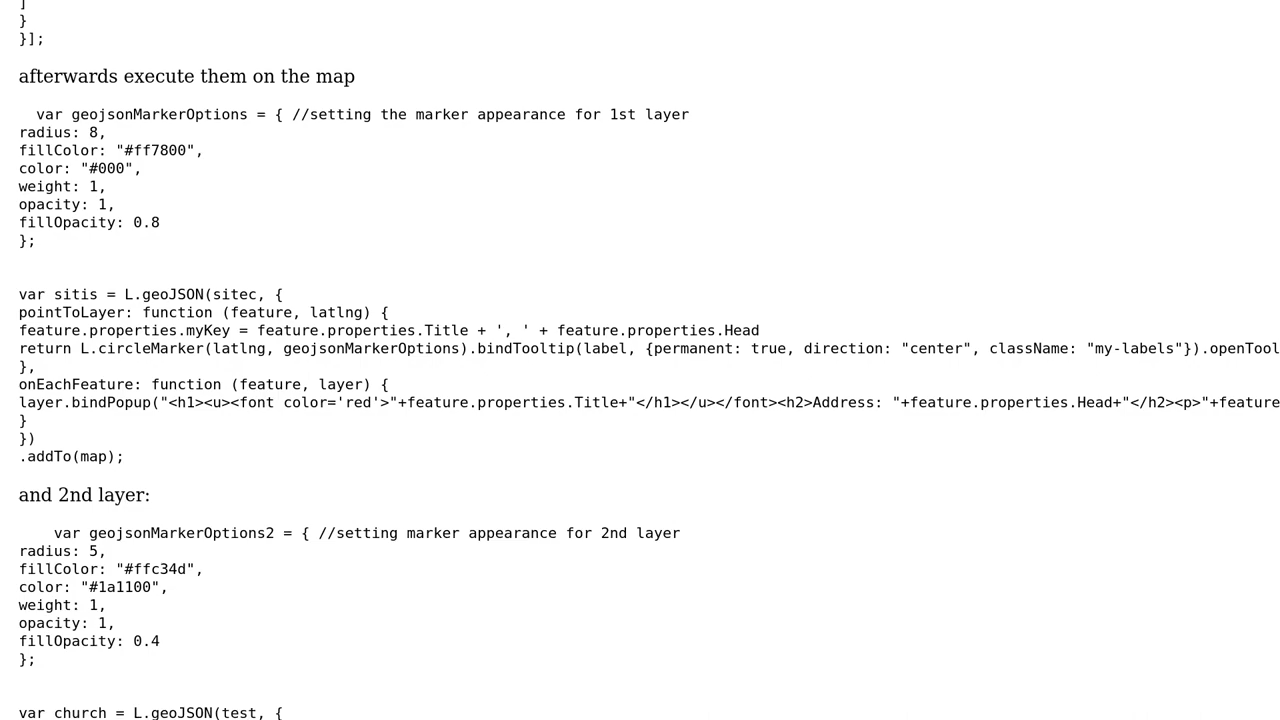 ]
}
}];
afterwards execute them on the map
var geojsonMarkerOptions = { //setting the marker appearance for 1st layer
radius: 8,
fillColor: "#ff7800",
color: "#000",
weight: 1,
opacity: 1,
fillOpacity: 0.8
};
var sitis = L.geoJSON(sitec, {
pointToLayer: function (feature, latlng) {
feature.properties.myKey = feature.properties.Title + ', ' + feature.properties.Head
return L.circleMarker(latlng, geojsonMarkerOptions).bindTooltip(label, {permanent: true, direction: "center", className: "my-labels"}).openTool
},
onEachFeature: function (feature, layer) {
layer.bindPopup("<h1><u><font color='red'>"+feature.properties.Title+"</h1></u></font><h2>Address: "+feature.properties.Head+"</h2><p>"+feature
}
})
.addTo(map);
and 2nd layer:
var geojsonMarkerOptions2 = { //setting marker appearance for 2nd layer
radius: 5,
fillColor: "#ffc34d",
color: "#1a1100",
weight: 1,
opacity: 1,
fillOpacity: 0.4
};
var church = L.geoJSON(test, {